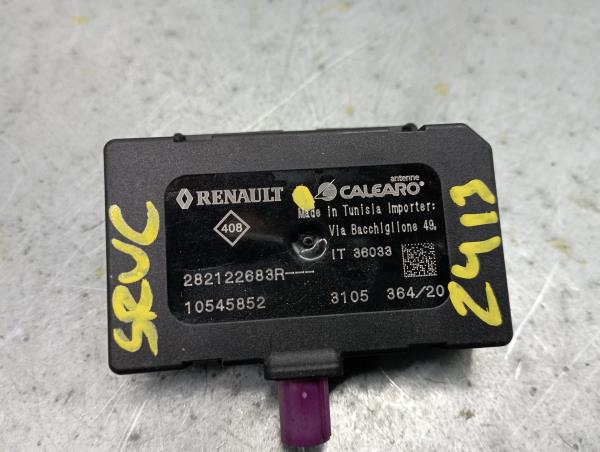 SRUC
RENAULT
antenne
CALEARO®
408
Made in Tunisia Importer:
Via Bacchiglione 49,
IT 36033
282122683R----
10545852 3105 364/20
2413